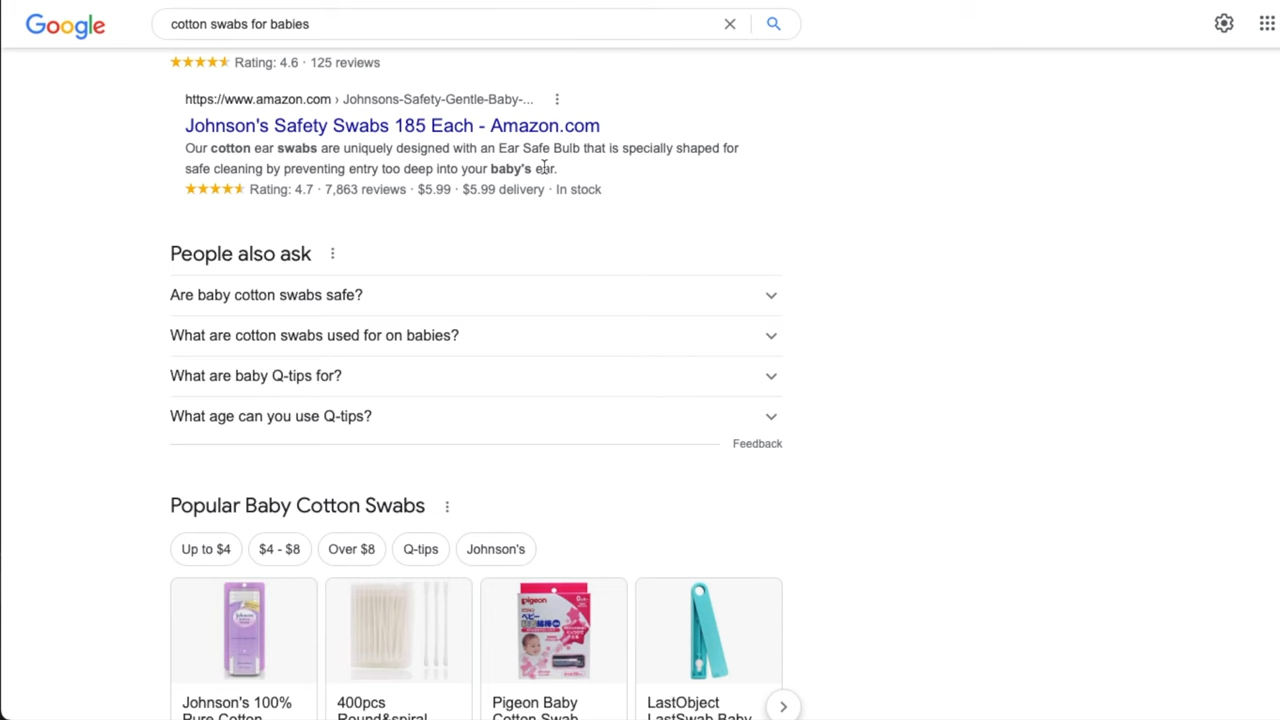 Google
cotton swabs for babies
Rating: 4.6 · 125 reviews
https://www.amazon.com › Johnsons-Safety-Gentle-Baby-...
Johnson's Safety Swabs 185 Each - Amazon.com
Our cotton ear swabs are uniquely designed with an Ear Safe Bulb that is specially shaped for
safe cleaning by preventing entry too deep into your baby's ear.
Rating: 4.7 · 7,863 reviews · $5.99 · $5.99 delivery · In stock
People also ask
Are baby cotton swabs safe?
What are cotton swabs used for on babies?
What are baby Q-tips for?
What age can you use Q-tips?
Feedback
Popular Baby Cotton Swabs
Up to $4 $4 - $8 Over $8 Q-tips Johnson's
Johnson's
pigeon
Johnson's 100% 400pcs Pigeon Baby LastObject
Pure Cotton Round&spiral Cotton Swab LastSwab Baby